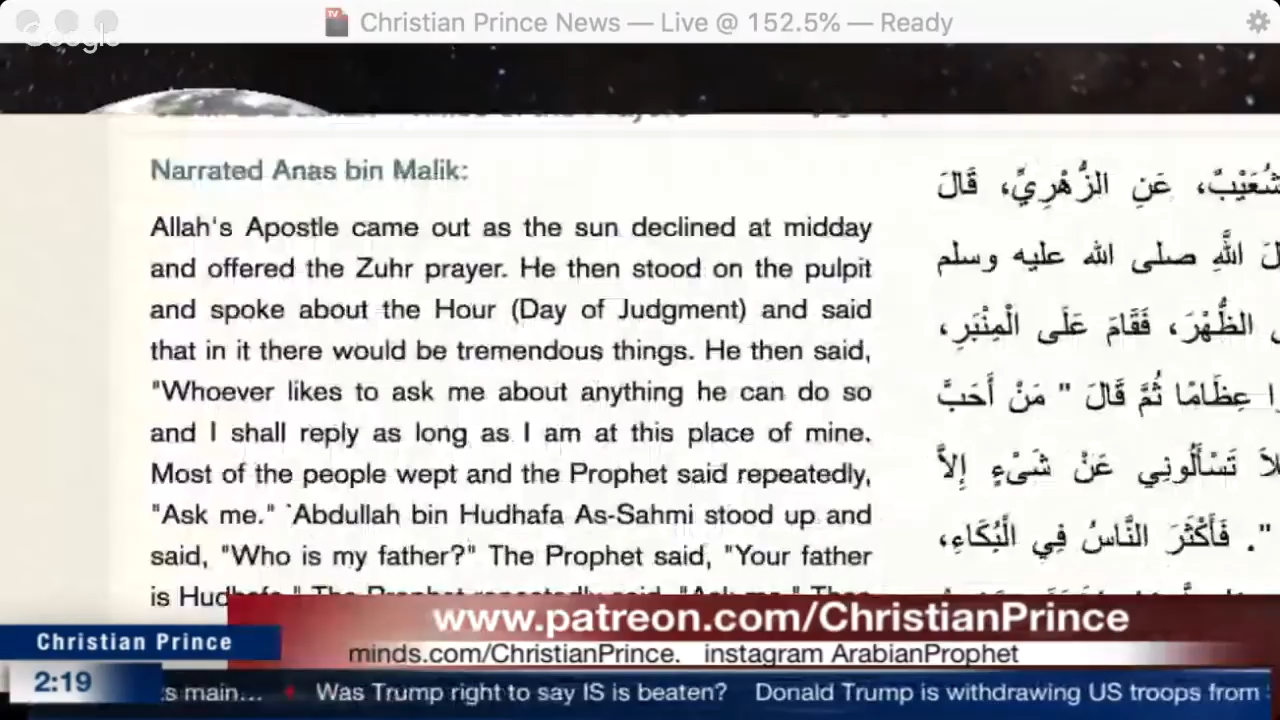 Christian Prince News — Live @ 152.5% — Ready
Google
Narrated Anas bin Malik:
Allah's Apostle came out as the sun declined at midday
and offered the Zuhr prayer. He then stood on the pulpit
and spoke about the Hour (Day of Judgment) and said
that in it there would be tremendous things. He then said,
"Whoever likes to ask me about anything he can do so
and I shall reply as long as I am at this place of mine.
Most of the people wept and the Prophet said repeatedly,
"Ask me." `Abdullah bin Hudhafa As-Sahmi stood up and
said, "Who is my father?" The Prophet said, "Your father
is
شُعَيْبٌ، عَنِ الزُّهْرِيِّ، قَالَ
اللَّهِ صلى الله عليه وسلم
الظُّهْرَ، فَقَامَ عَلَى الْمِنْبَرِ،
عِظَامًا ثُمَّ قَالَ " مَنْ أَحَبَّ
تَسْأَلُونِي عَنْ شَىْءٍ إِلاَّ
". فَأَكْثَرَ النَّاسُ فِي الْبُكَاءِ،
www.patreon.com/ChristianPrince
Christian Prince
minds.com/ChristianPrince. instagram ArabianProphet
2:19
main... Was Trump right to say IS is beaten? Donald Trump is withdrawing US troops from